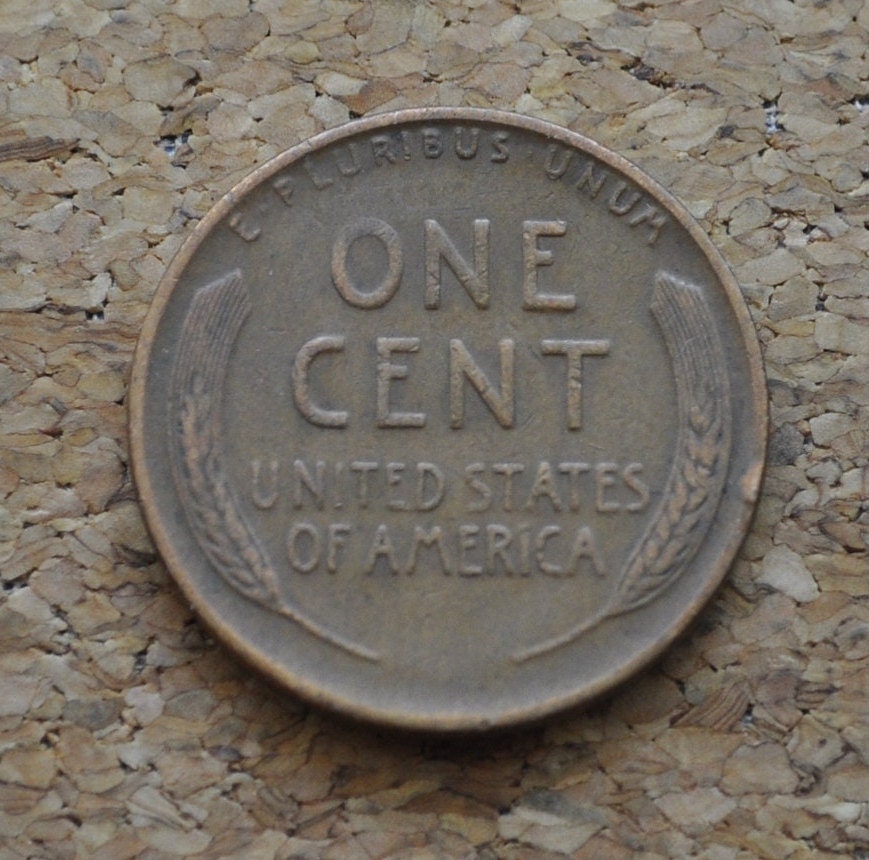 E · PLURIBUS · UNUM
ONE
CENT
UNITED STATES
OF AMERICA